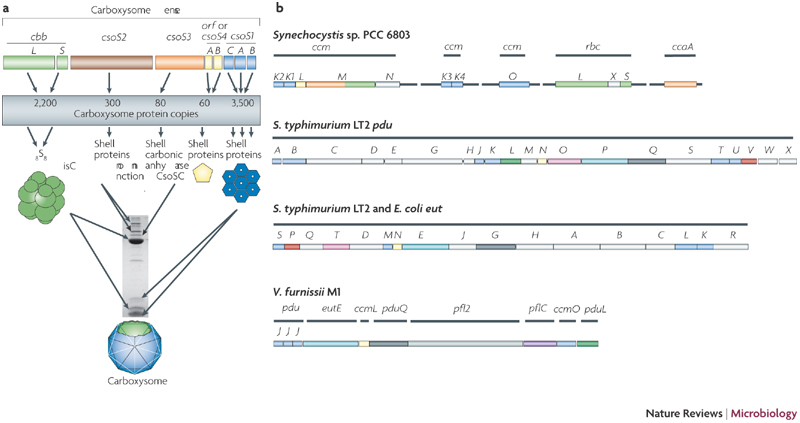 a
Carboxysome
cbb csoS2 csoS3 orf or
csoS4 csoS1
L S A B C A B
2,200 300 80 60 3,500
Carboxysome protein copies
Shell
proteins
Shell
carbonic
CsoSC
Shell
proteins
Shell
proteins
Carboxysome
b
Synechocystis sp. PCC 6803
ccm ccm ccm rbc ccaA
K2 K1 L M N K3 K4 O L X S
S. typhimurium LT2 pdu
A B C D E G H J K L M N O P Q S T U V W X
S. typhimurium LT2 and E. coli eut
S P Q T D M N E J G H A B C L K R
V. furnissii M1
pdu eutE ccmL pduQ pfl2 pflC ccmO pduL
J J J
Nature Reviews | Microbiology